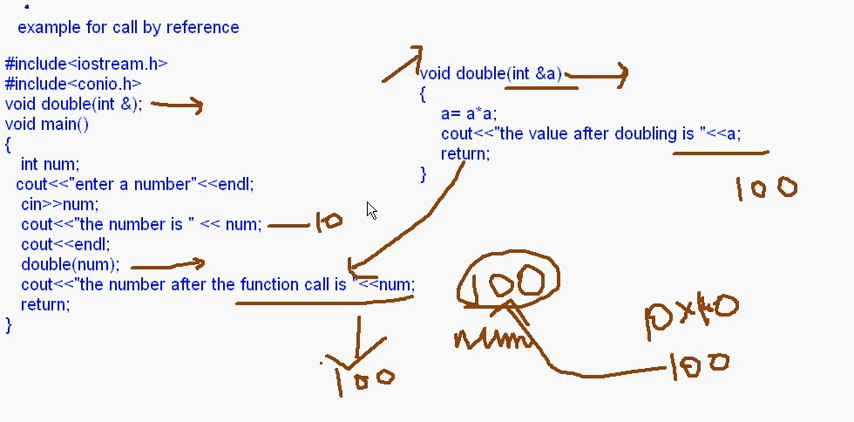 example for call by reference
#include<iostream.h>
#include<conio.h>
void double(int &);
void main()
{
int num;
cout<<"enter a number"<<endl;
cin>>num;
cout<<"the number is " << num;
10
cout<<endl;
double(num);
cout<<"the number after the function call is "<<num;
return;
}
100
void double(int &a)
{
a= a*a;
cout<<"the value after doubling is "<<a;
return;
}
100
100
num
10x10
100